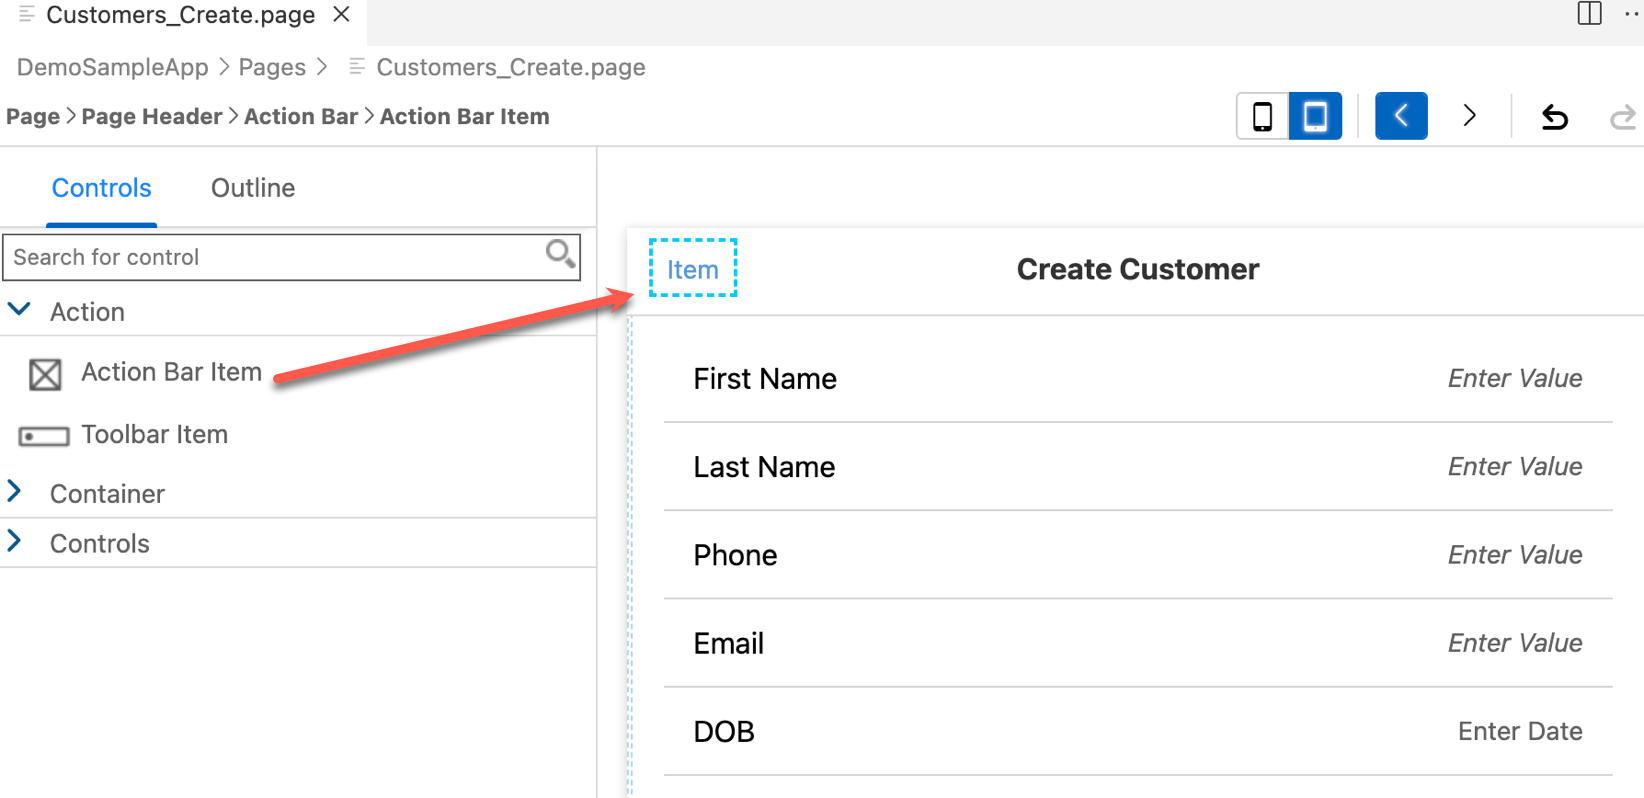 Customers_Create.page
DemoSampleApp > Pages > Customers_Create.page
Page > Page Header > Action Bar > Action Bar Item
Controls Outline
Search for control
Action
Action Bar Item
Toolbar Item
Container
Controls
Item Create Customer
First Name Enter Value
Last Name Enter Value
Phone Enter Value
Email Enter Value
DOB Enter Date